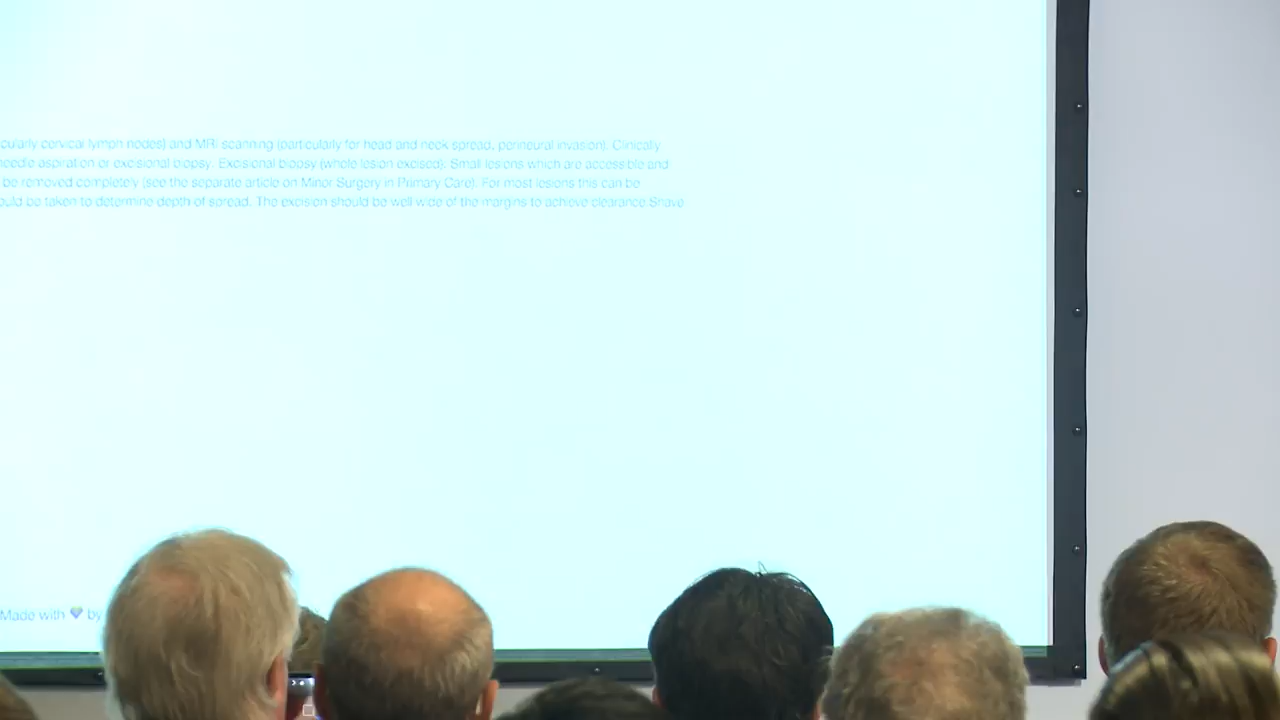 cularly cervical lymph nodes) and MRI scanning (particularly for head and neck spread, perineural invasion). Clinically
needle aspiration or excisional biopsy. Excisional biopsy (whole lesion excised). Small lesions which are accessible and
be removed completely (see the separate article on Minor Surgery in Primary Care). For most lesions this can be
ould be taken to determine depth of spread. The excision should be well wide of the margins to achieve clearance.Shave
Made with 💜 by